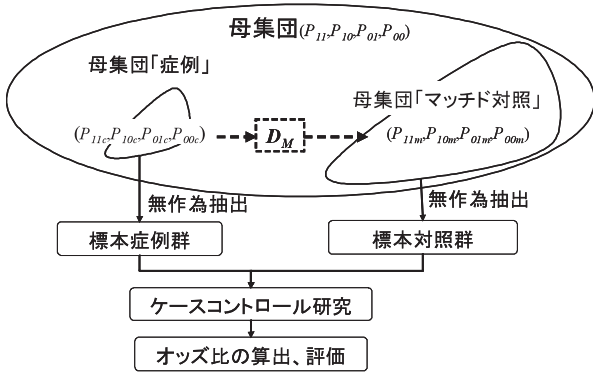 母集団(P11,P10,P01,P00)
母集団「症例」
母集団「マッチド対照」
(P11c,P10c,P01c,P00c)
DM
(P11m,P10m,P01m,P00m)
無作為抽出
無作為抽出
標本症例群
標本対照群
ケースコントロール研究
オッズ比の算出、評価